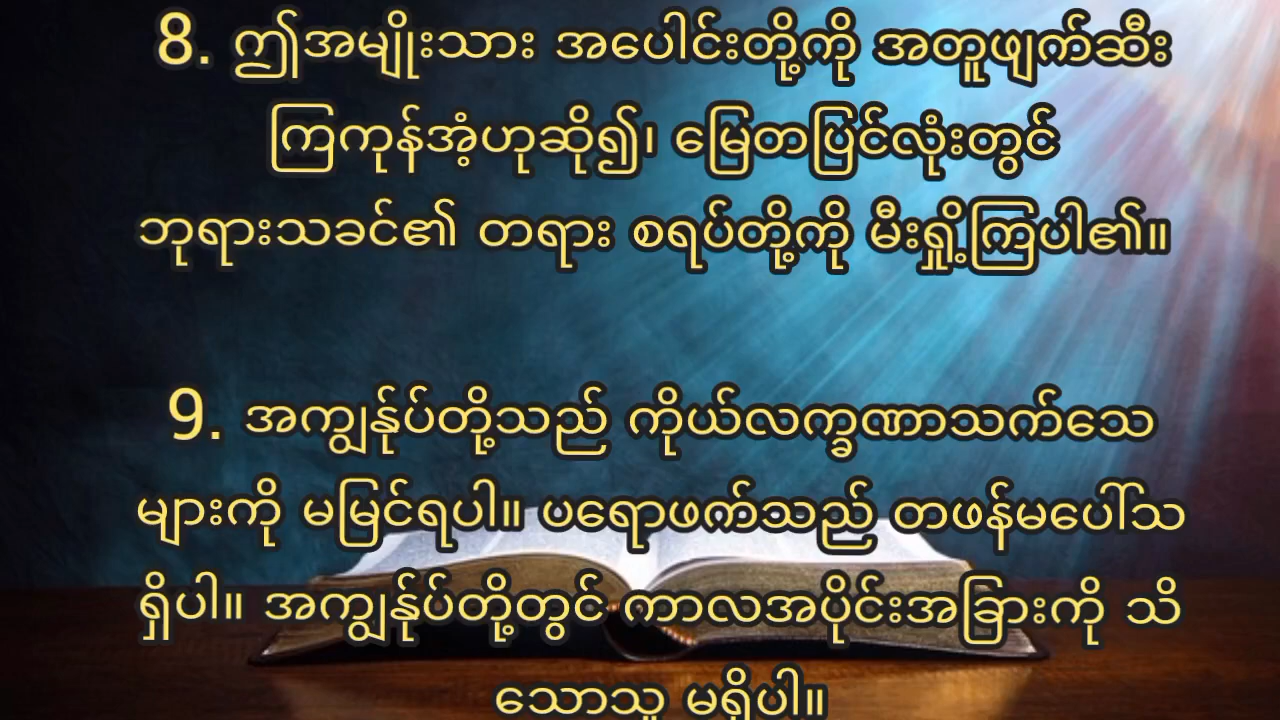 8. ဤအမျိုးသား အပေါင်းတို့ကို အတူဖျက်ဆီး
ကြကုန်အံ့ဟုဆို၍၊ မြေတပြင်လုံးတွင်
ဘုရားသခင်၏ တရား စရပ်တို့ကို မီးရှို့ကြပါ၏။
9. အကျွန်ုပ်တို့သည် ကိုယ်လက္ခဏာသက်သေ
များကို မမြင်ရပါ။ ပရောဖက်သည် တဖန်မပေါ်သ
ရှိပါ။ အကျွန်ုပ်တို့တွင် ကာလအပိုင်းအခြားကို သိ
သောသူ မရှိပါ။